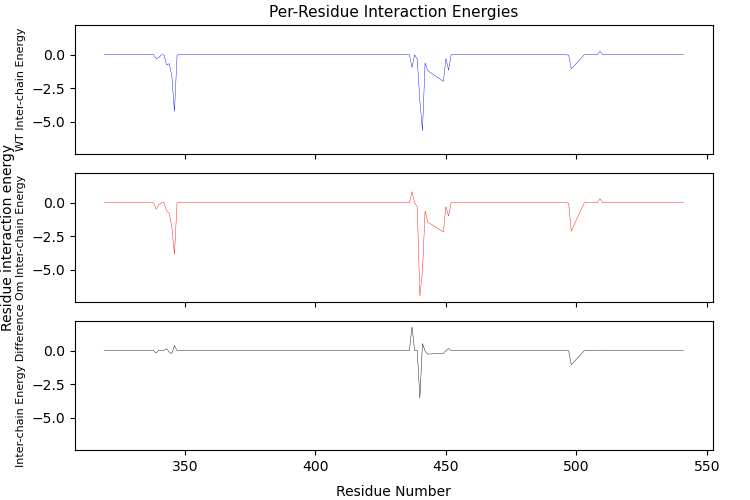 Per-Residue Interaction Energies
Residue interaction energy
WT Inter-chain Energy
0.0
−2.5
−5.0
Om Inter-chain Energy
0.0
−2.5
−5.0
Inter-chain Energy Difference
0.0
−2.5
−5.0
350
400
450
500
550
Residue Number